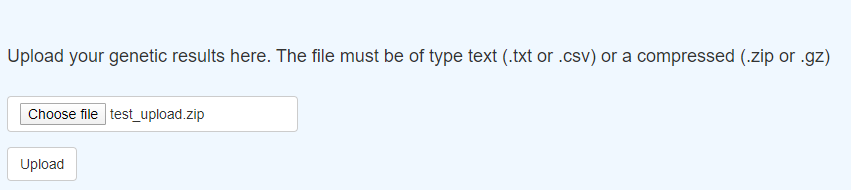 Upload your genetic results here. The file must be of type text (.txt or .csv) or a compressed (.zip or .gz)
Choose file test_upload.zip
Upload